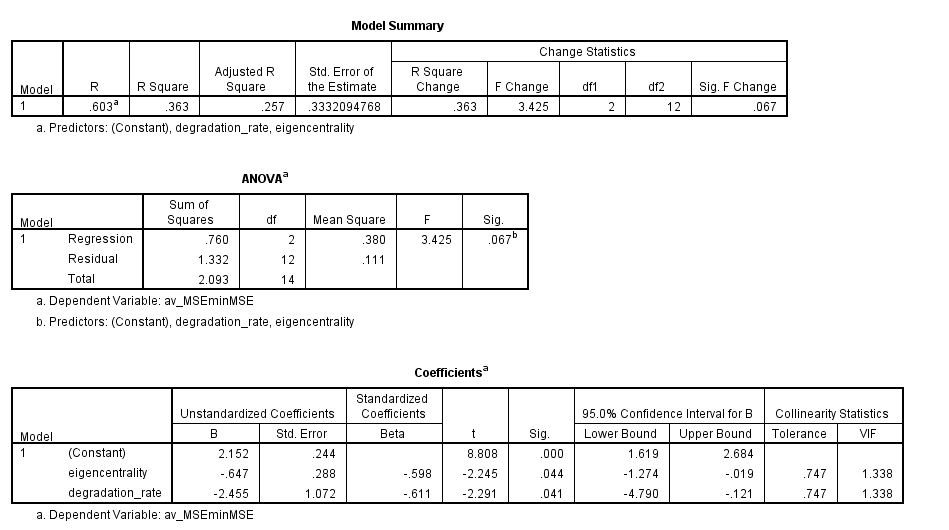 Model Summary
Change Statistics
Model R R Square Adjusted R Square Std. Error of the Estimate R Square Change F Change df1 df2 Sig. F Change
1 .603a .363 .257 .3332094768 .363 3.425 2 12 .067
a. Predictors: (Constant), degradation_rate, eigencentrality
ANOVAa
Model Sum of Squares df Mean Square F Sig.
1 Regression .760 2 .380 3.425 .067b
Residual 1.332 12 .111
Total 2.093 14
a. Dependent Variable: av_MSEminMSE
b. Predictors: (Constant), degradation_rate, eigencentrality
Coefficientsa
Unstandardized Coefficients Standardized Coefficients 95.0% Confidence Interval for B Collinearity Statistics
Model B Std. Error Beta t Sig. Lower Bound Upper Bound Tolerance VIF
1 (Constant) 2.152 .244 8.808 .000 1.619 2.684
eigencentrality -.647 .288 -.598 -2.245 .044 -1.274 -.019 .747 1.338
degradation_rate -2.455 1.072 -.611 -2.291 .041 -4.790 -.121 .747 1.338
a. Dependent Variable: av_MSEminMSE